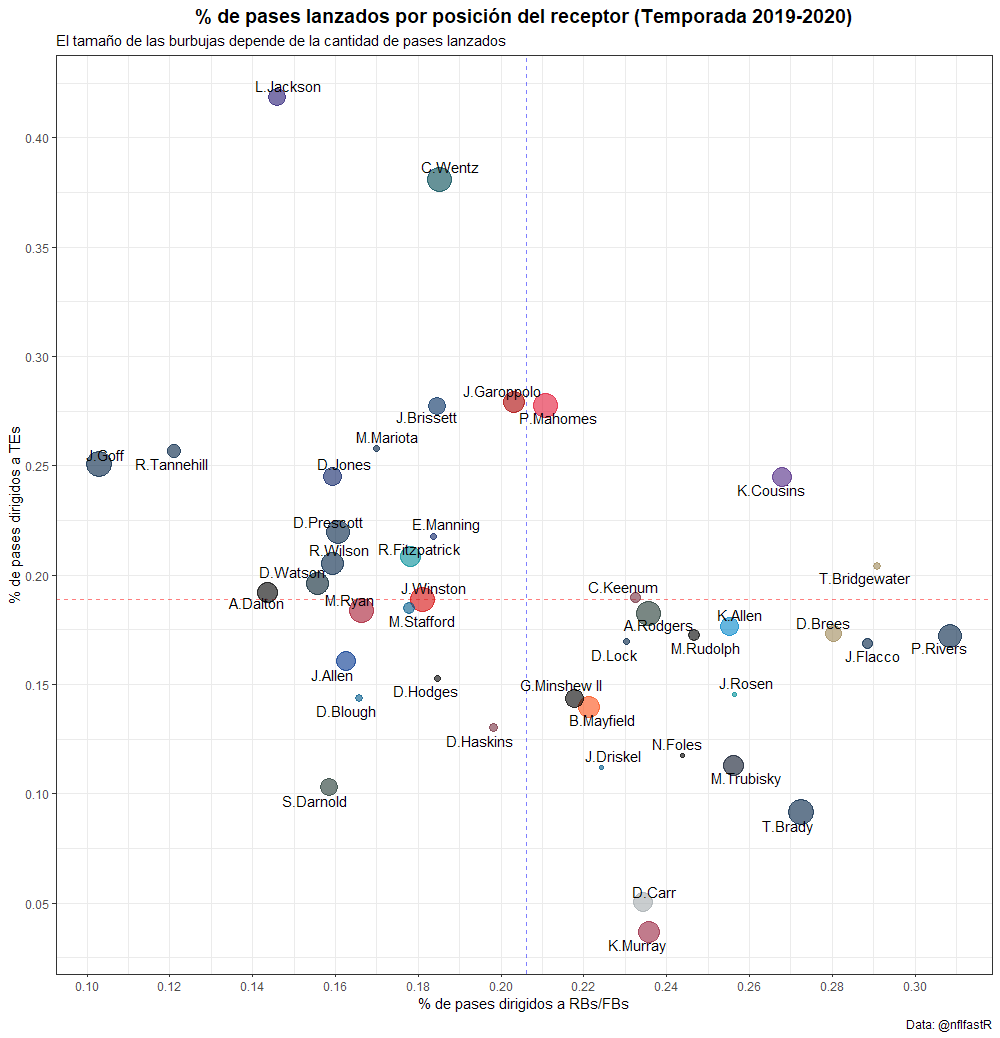 % de pases lanzados por posición del receptor (Temporada 2019-2020)
El tamaño de las burbujas depende de la cantidad de pases lanzados
L.Jackson
C.Wentz
J.Garoppolo
P.Mahomes
J.Brissett
M.Mariota
J.Goff
R.Tannehill
D.Jones
K.Cousins
D.Prescott
E.Manning
R.Wilson
R.Fitzpatrick
D.Watson
T.Bridgewater
A.Dalton
M.Ryan
J.Winston
M.Stafford
C.Keenum
A.Rodgers
K.Allen
D.Brees
D.Lock
M.Rudolph
J.Flacco
P.Rivers
J.Allen
D.Hodges
G.Minshew II
J.Rosen
D.Blough
B.Mayfield
D.Haskins
J.Driskel
N.Foles
M.Trubisky
S.Darnold
T.Brady
D.Carr
K.Murray
0.40
0.35
0.30
0.25
0.20
0.15
0.10
0.05
% de pases dirigidos a TEs
0.10 0.12 0.14 0.16 0.18 0.20 0.22 0.24 0.26 0.28 0.30
% de pases dirigidos a RBs/FBs
Data: @nflfastR